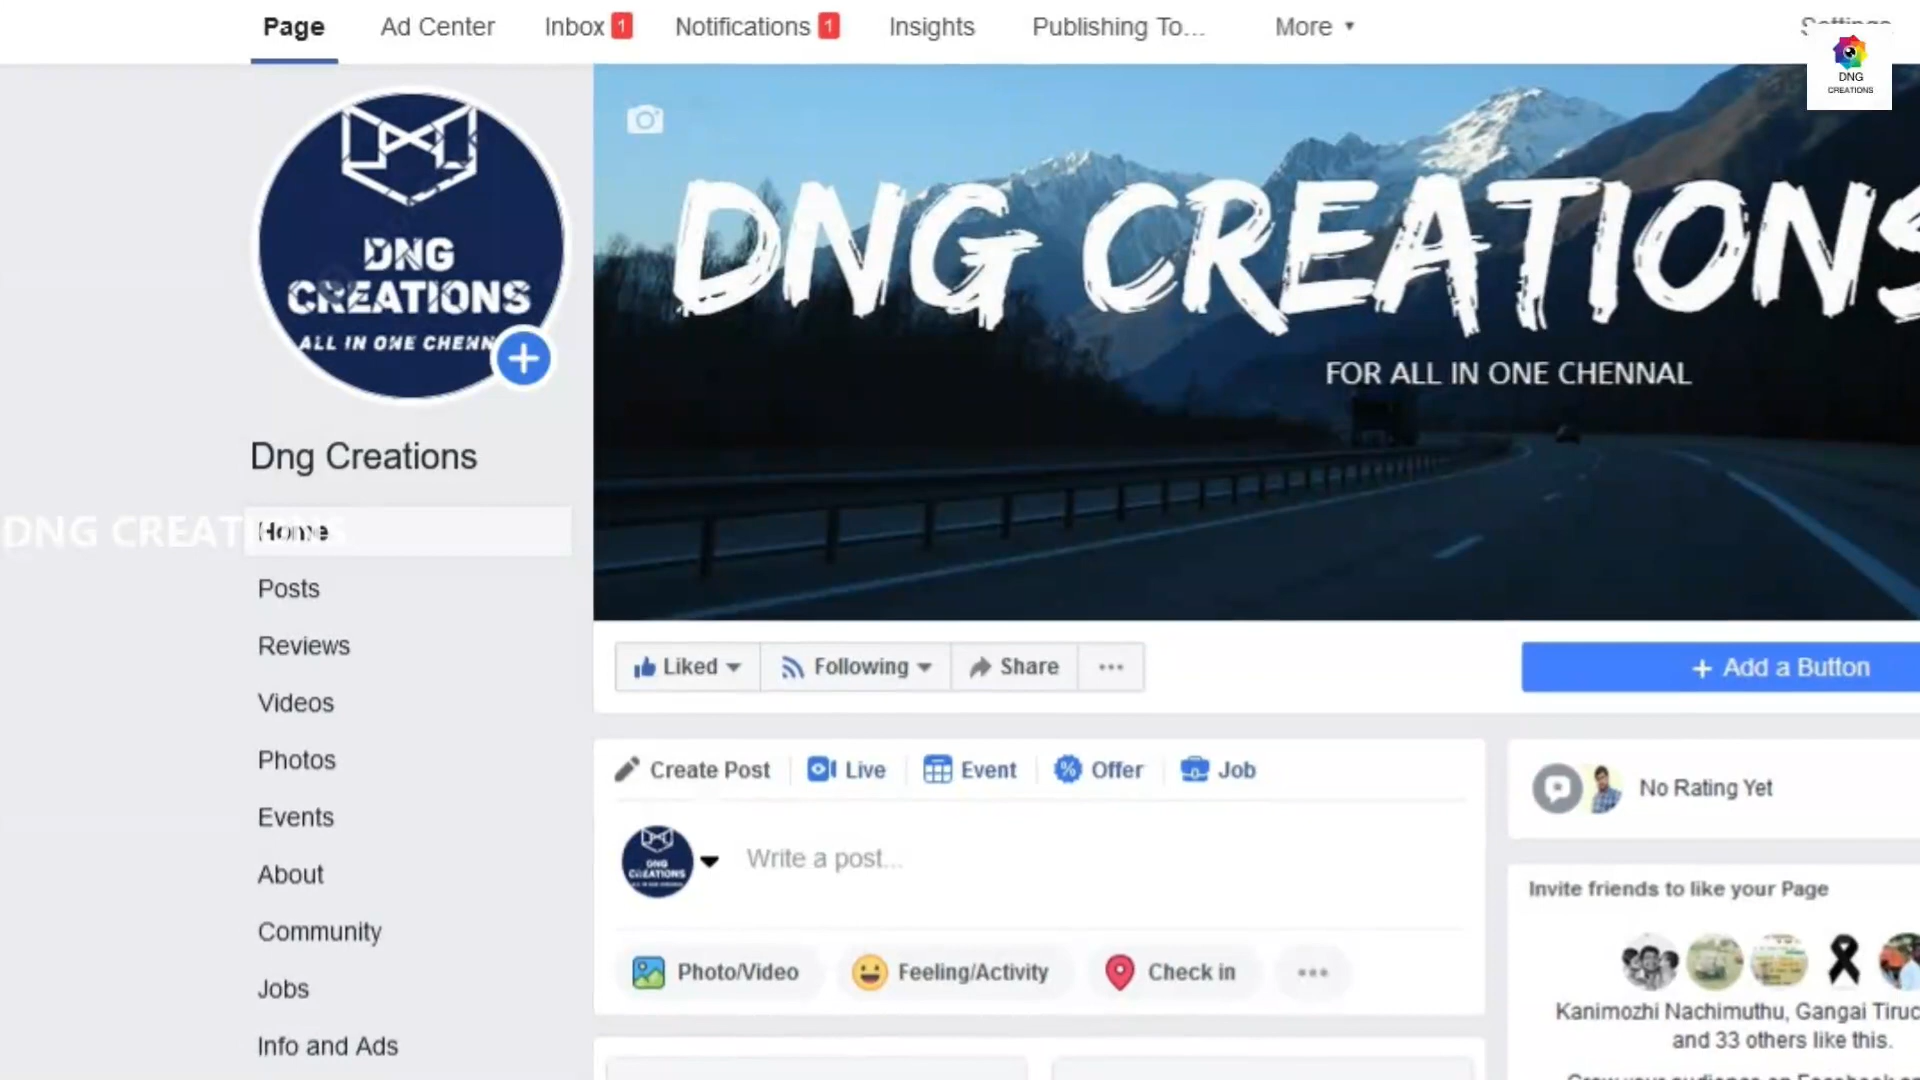 Page Ad Center Inbox 1 Notifications 1 Insights Publishing To... More
DNG
CREATIONS
DNG CREATIONS
FOR ALL IN ONE CHENNAL
DNG
CREATIONS
ALL IN ONE CHENN
Dng Creations
DNG CREATIONS
Home
Posts
Reviews
Videos
Photos
Events
About
Community
Jobs
Info and Ads
Liked Following Share
+ Add a Button
Create Post Live Event Offer Job
DNG
CREATIONS
Write a post...
Photo/Video Feeling/Activity Check in
No Rating Yet
Invite friends to like your Page
Kanimozhi Nachimuthu, Gangai Tiruc
and 33 others like this.